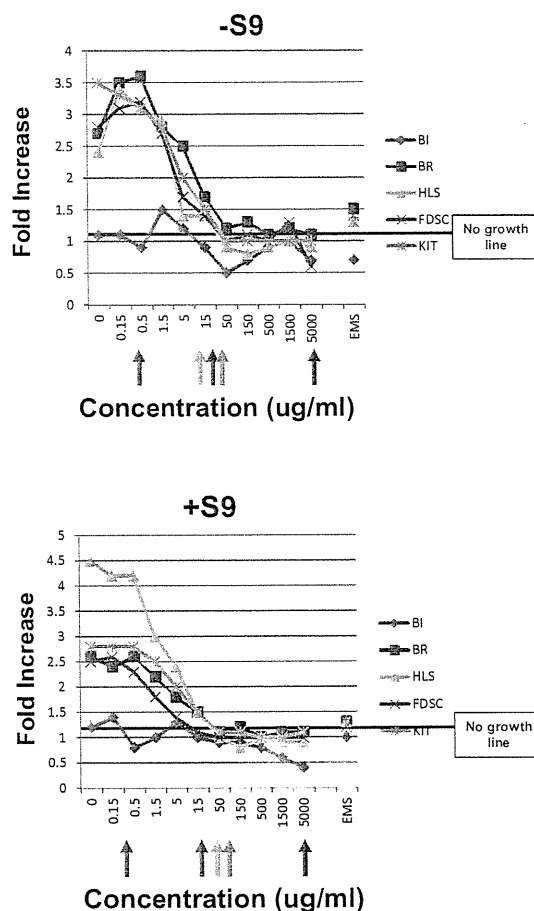 -S9
Fold Increase
4
3.5
3
2.5
2
1.5
1
0.5
0
BI
BR
HLS
FDSC
KIT
No growth
line
0
0.15
0.5
1.5
5
15
50
150
500
1500
5000
EMS
Concentration (ug/ml)
+S9
Fold Increase
5
4.5
4
3.5
3
2.5
2
1.5
1
0.5
0
BI
BR
HLS
FDSC
KIT
No growth
line
0
0.15
0.5
1.5
5
15
50
150
500
1500
5000
EMS
Concentration (ug/ml)